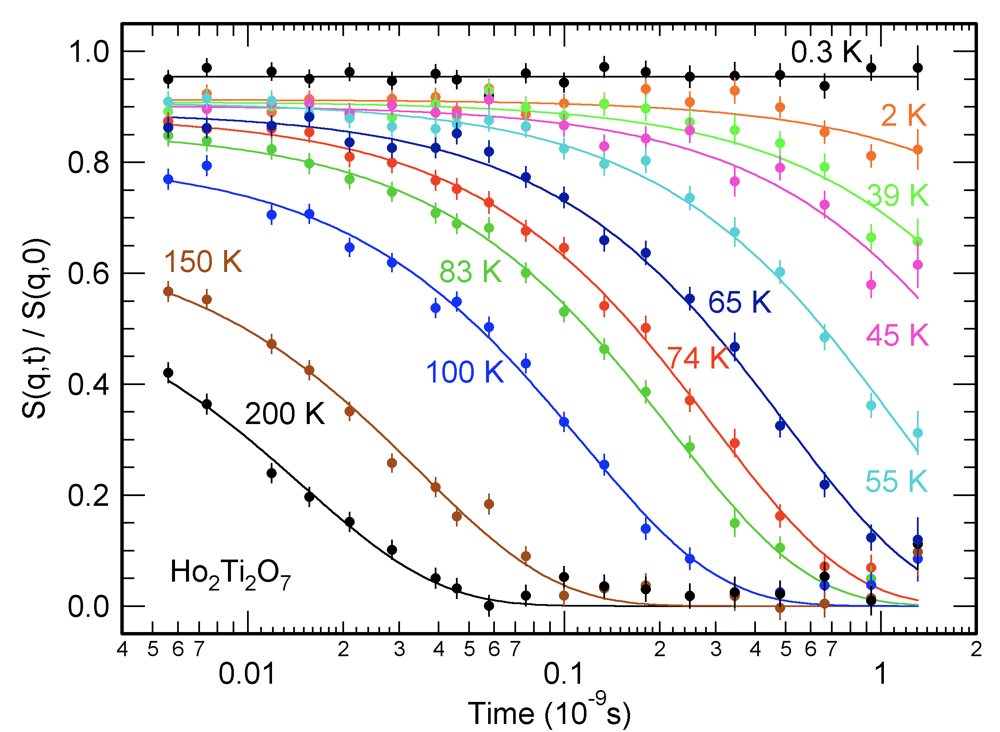 1.0
0.8
0.6
0.4
0.2
0.0
S(q,t) / S(q,0)
0.3 K
2 K
39 K
150 K
83 K
65 K
45 K
74 K
100 K
200 K
55 K
Ho₂Ti₂O₇
4 5 6 7 2 3 4 5 6 7 2 3 4 5 6 7 2
0.01 0.1 1
Time (10⁻⁹s)